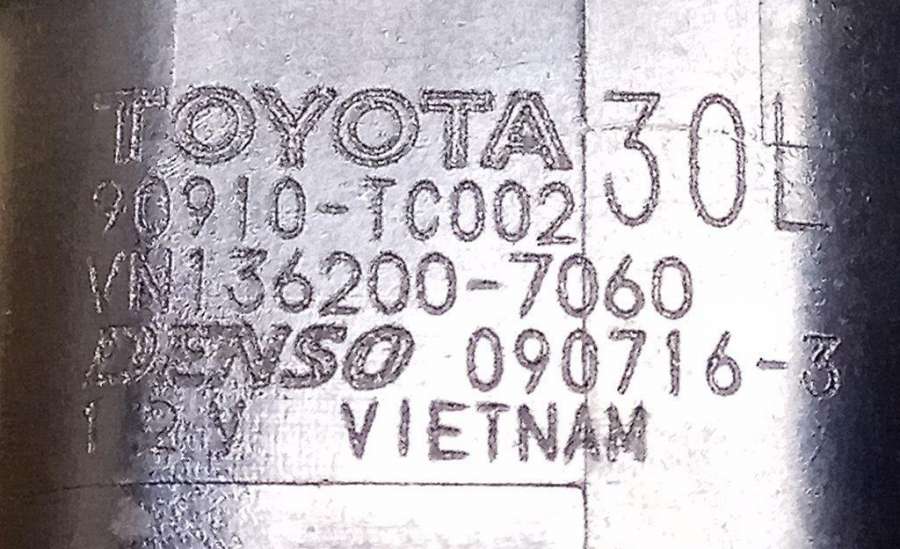 TOYOTA 30L
90910-TC002
VN136200-7060
DENSO 090716-3
12V VIETNAM